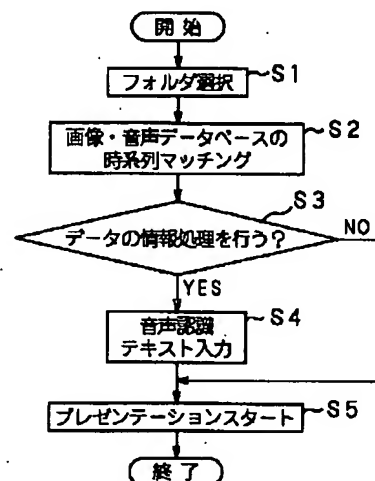 開始
フォルダ選択
S1
画像・音声データベースの
時系列マッチング
S2
データの情報処理を行う?
S3
NO
YES
音声認識
テキスト入力
S4
プレゼンテーションスタート
S5
終了